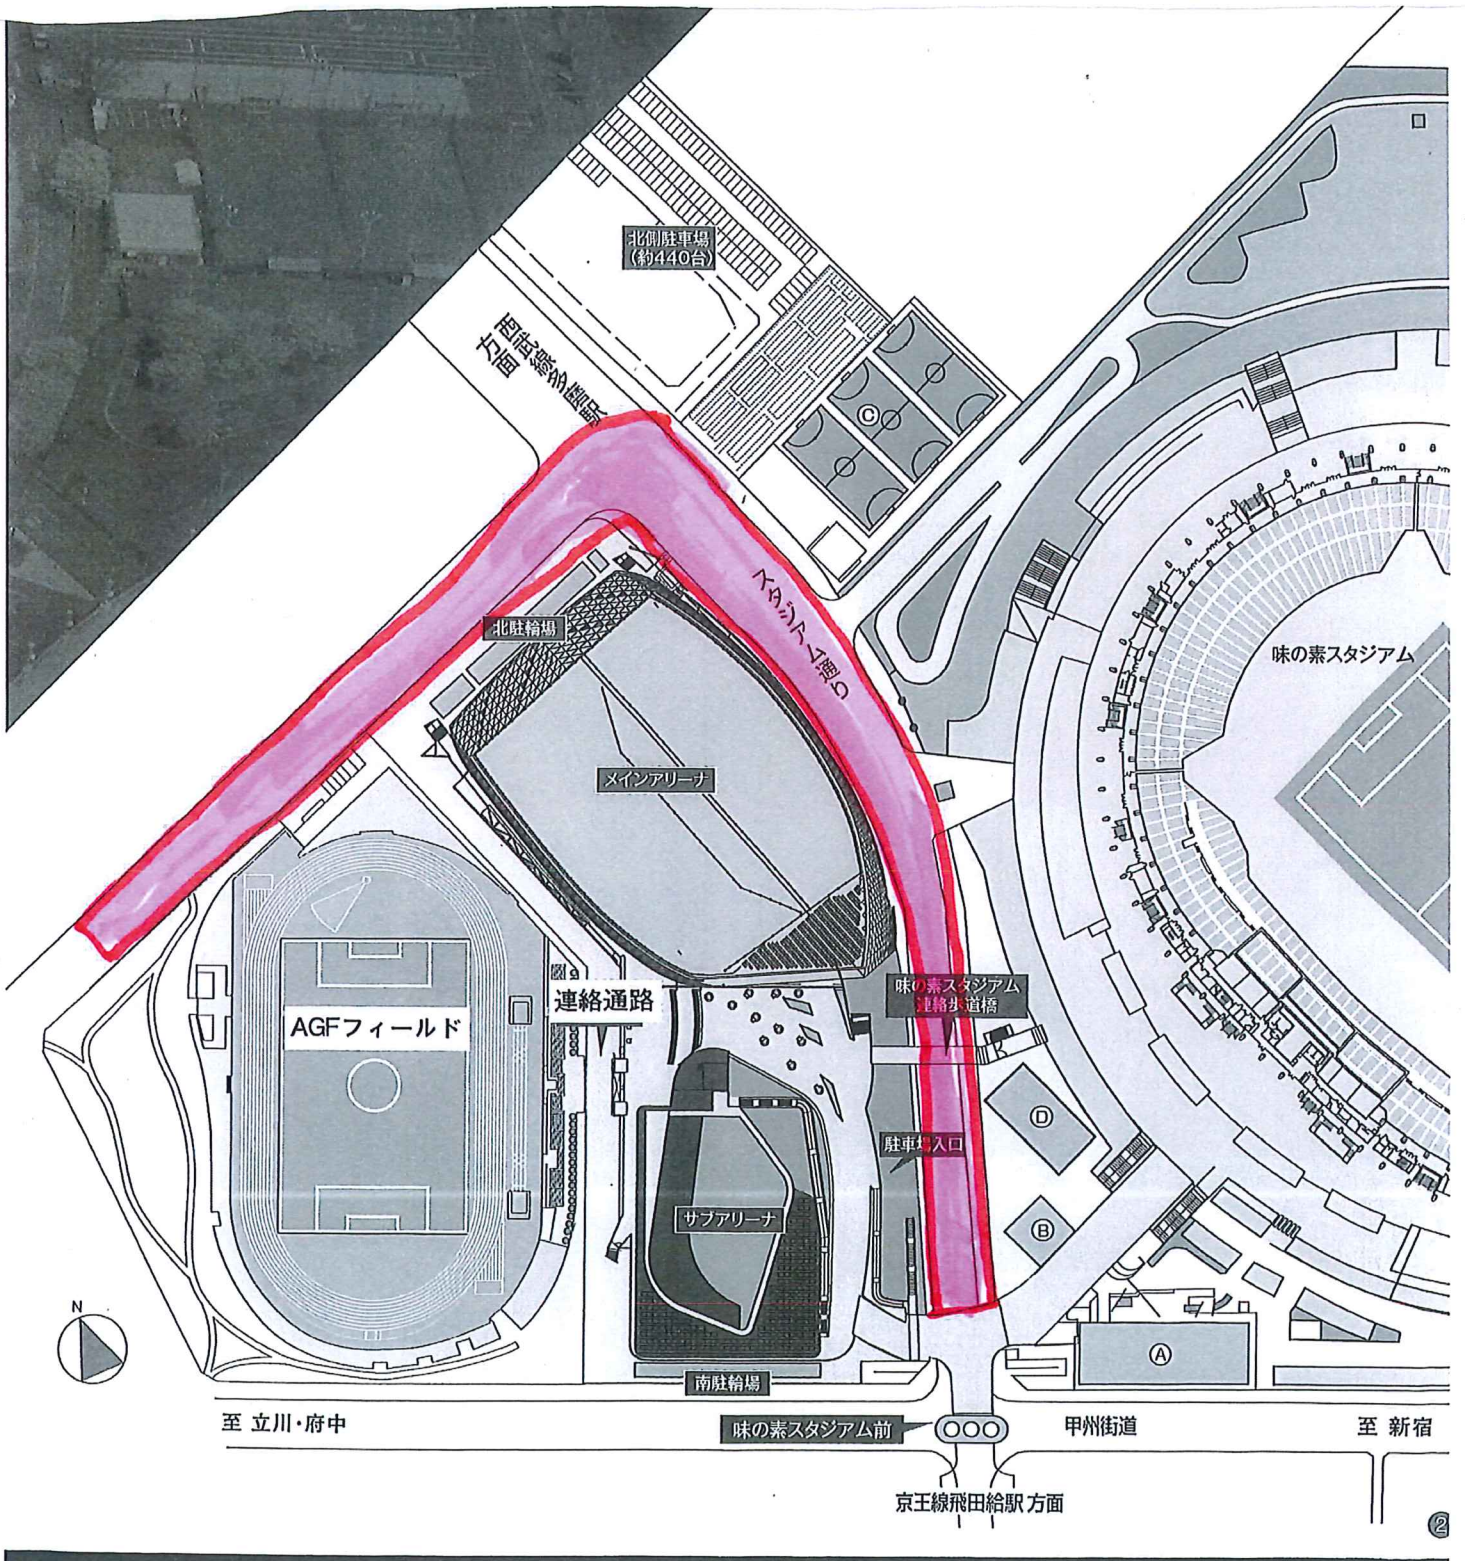 北側駐車場
(約440台)
西武線多磨駅
方面
Ⓒ
スタジアム通り
北駐輪場
味の素スタジアム
メインアリーナ
味の素スタジアム
連絡歩道橋
連絡通路
AGFフィールド
Ⓓ
駐車場入口
サブアリーナ
Ⓑ
N
Ⓐ
南駐輪場
至 立川・府中
味の素スタジアム前
甲州街道
至 新宿
京王線飛田給駅 方面
②